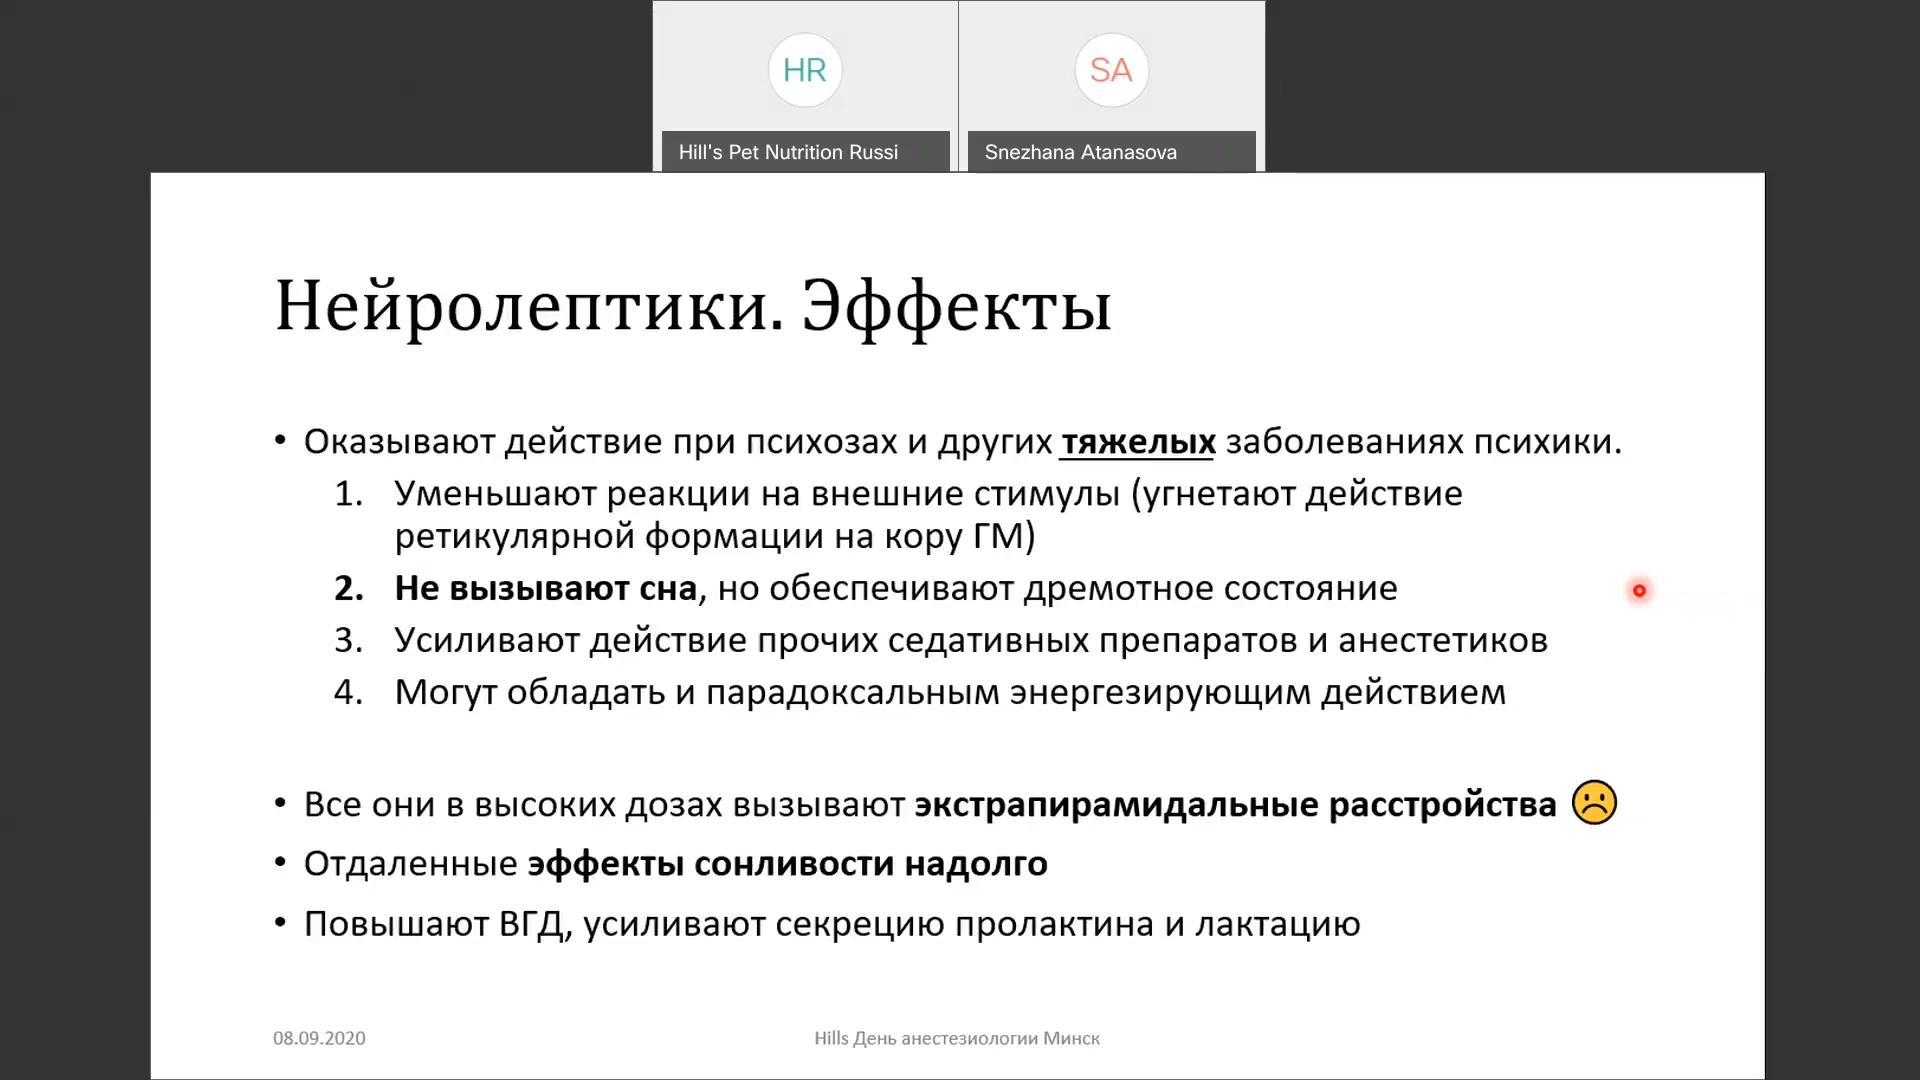 HR
SA
Hill's Pet Nutrition Russi
Snezhana Atanasova
Нейролептики. Эффекты
• Оказывают действие при психозах и других тяжелых заболеваниях психики.
1. Уменьшают реакции на внешние стимулы (угнетают действие
ретикулярной формации на кору ГМ)
2. Не вызывают сна, но обеспечивают дремотное состояние
3. Усиливают действие прочих седативных препаратов и анестетиков
4. Могут обладать и парадоксальным энергезирующим действием
• Все они в высоких дозах вызывают экстрапирамидальные расстройства
• Отдаленные эффекты сонливости надолго
• Повышают ВГД, усиливают секрецию пролактина и лактацию
08.09.2020
Hills День анестезиологии Минск